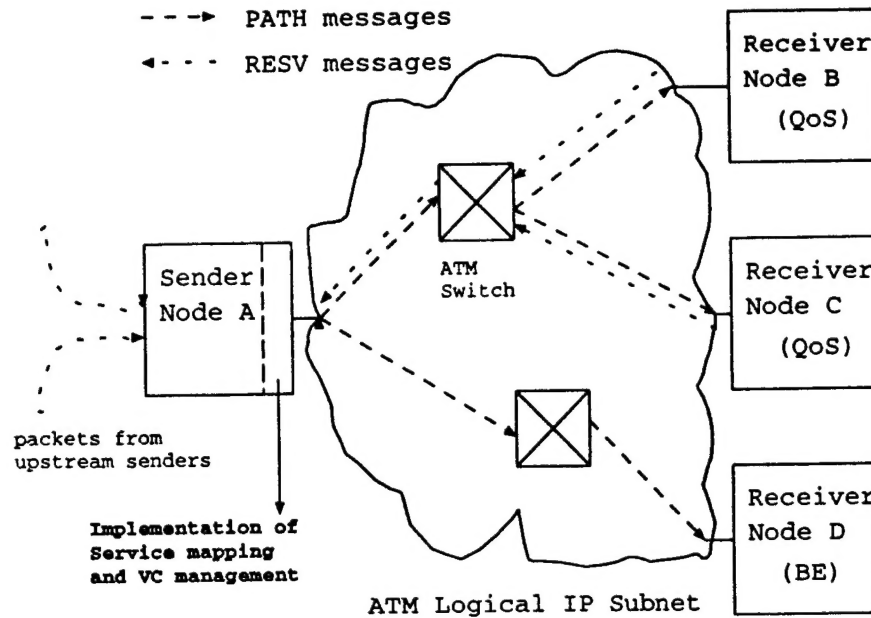 PATH messages
RESV messages
Receiver
Node B
(QoS)
Sender
Node A
ATM
Switch
Receiver
Node C
(QoS)
packets from
upstream senders
Implementation of
Service mapping
and VC management
Receiver
Node D
(BE)
ATM Logical IP Subnet